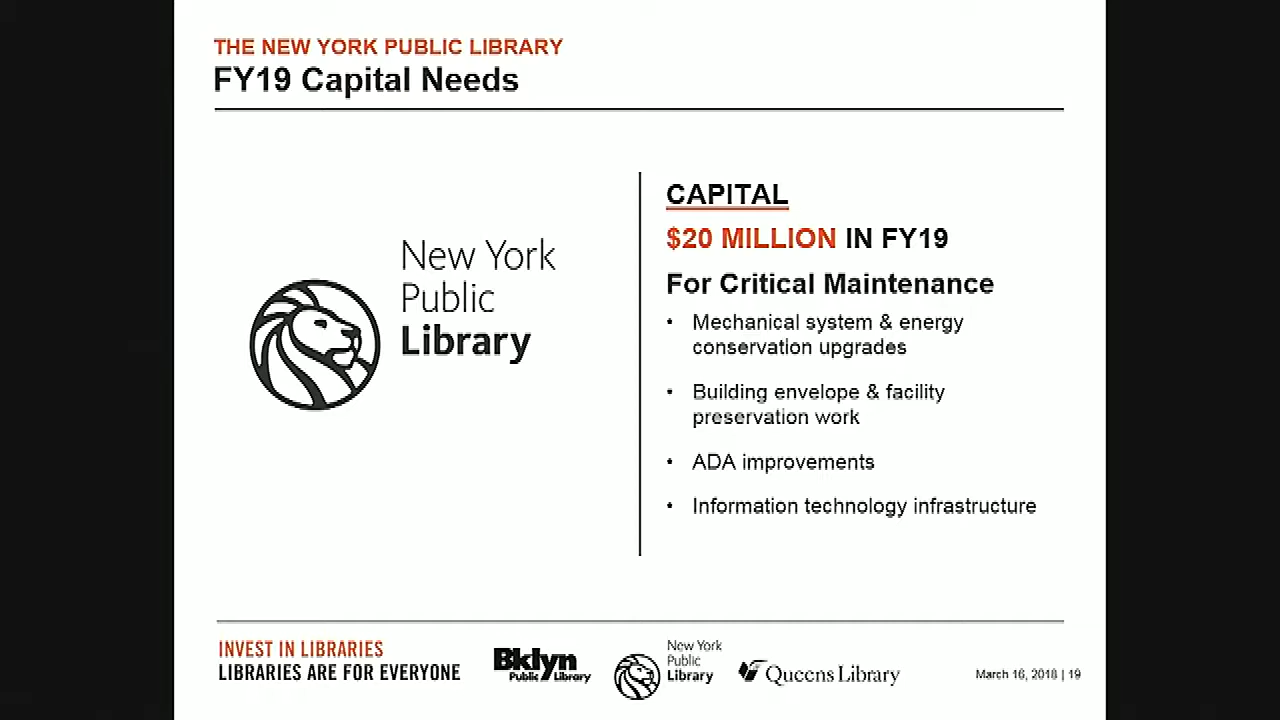 THE NEW YORK PUBLIC LIBRARY
FY19 Capital Needs
New York
Public
Library
CAPITAL
$20 MILLION IN FY19
For Critical Maintenance
• Mechanical system & energy
conservation upgrades
• Building envelope & facility
preservation work
• ADA improvements
• Information technology infrastructure
INVEST IN LIBRARIES
LIBRARIES ARE FOR EVERYONE
Bklyn
Public Library
New York
Public
Library
Queens Library
March 16, 2018 | 19